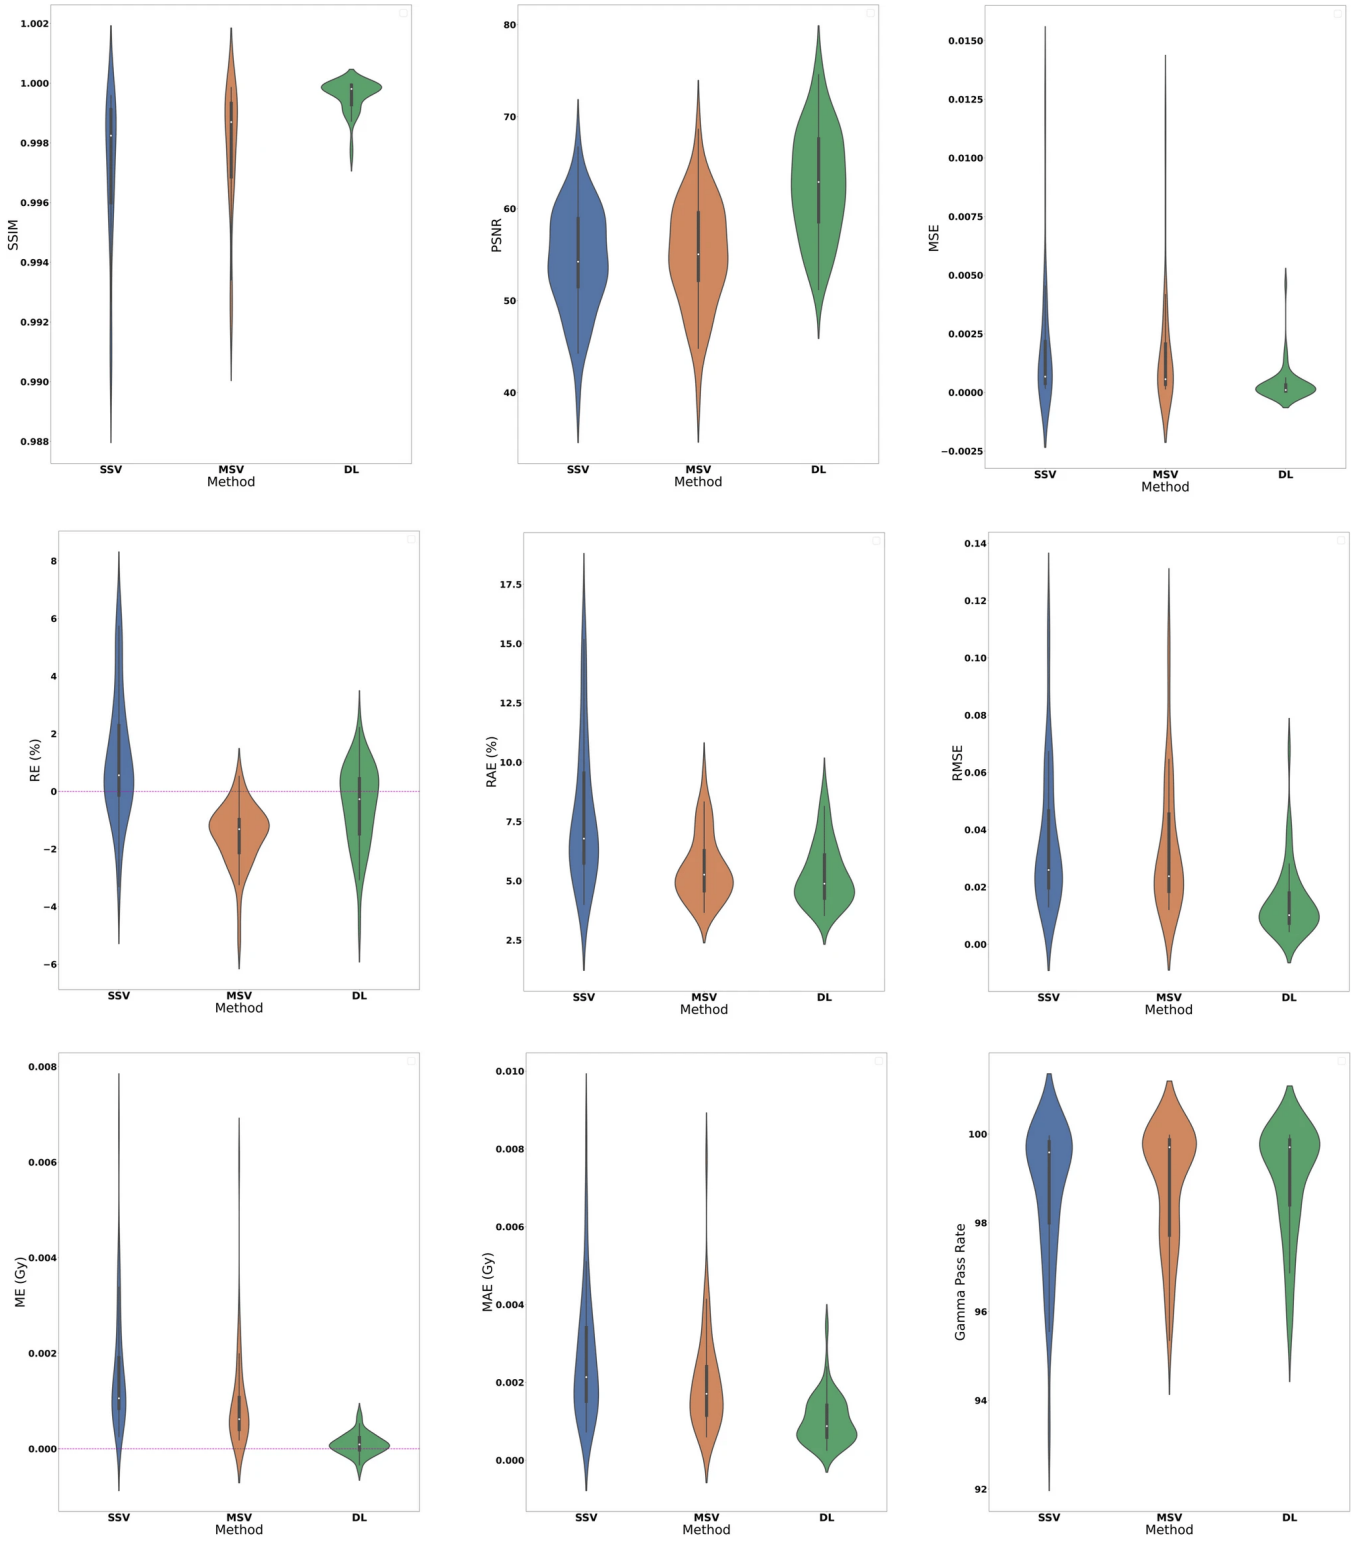 SSIM
1.002
1.000
0.998
0.996
0.994
0.992
0.990
0.988
SSV MSV DL
Method
PSNR
80
70
60
50
40
SSV MSV DL
Method
MSE
0.0150
0.0125
0.0100
0.0075
0.0050
0.0025
0.0000
−0.0025
SSV MSV DL
Method
RE (%)
8
6
4
2
0
−2
−4
−6
SSV MSV DL
Method
RAE (%)
17.5
15.0
12.5
10.0
7.5
5.0
2.5
SSV MSV DL
Method
RMSE
0.14
0.12
0.10
0.08
0.06
0.04
0.02
0.00
SSV MSV DL
Method
ME (Gy)
0.008
0.006
0.004
0.002
0.000
SSV MSV DL
Method
MAE (Gy)
0.010
0.008
0.006
0.004
0.002
0.000
SSV MSV DL
Method
Gamma Pass Rate
100
98
96
94
92
SSV MSV DL
Method